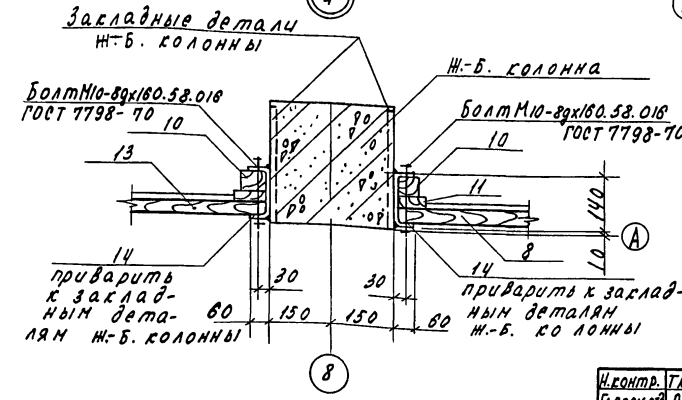 Закладные детали
Ж.-Б. колонны
Ж.-Б. колонна
Болт М10-8gх160.58.016
ГОСТ 7798-70
10
13
Болт М10-8gх160.58.016
ГОСТ 7798-70
10
11
140
10
А
8
14
приварить
к заклад-
ным дета-
лям Ж.-Б. колонны
30
30
14
приварить к заклад-
ным деталям
Ж.-Б. колонны
60
150
150
60
8
Н.контр.